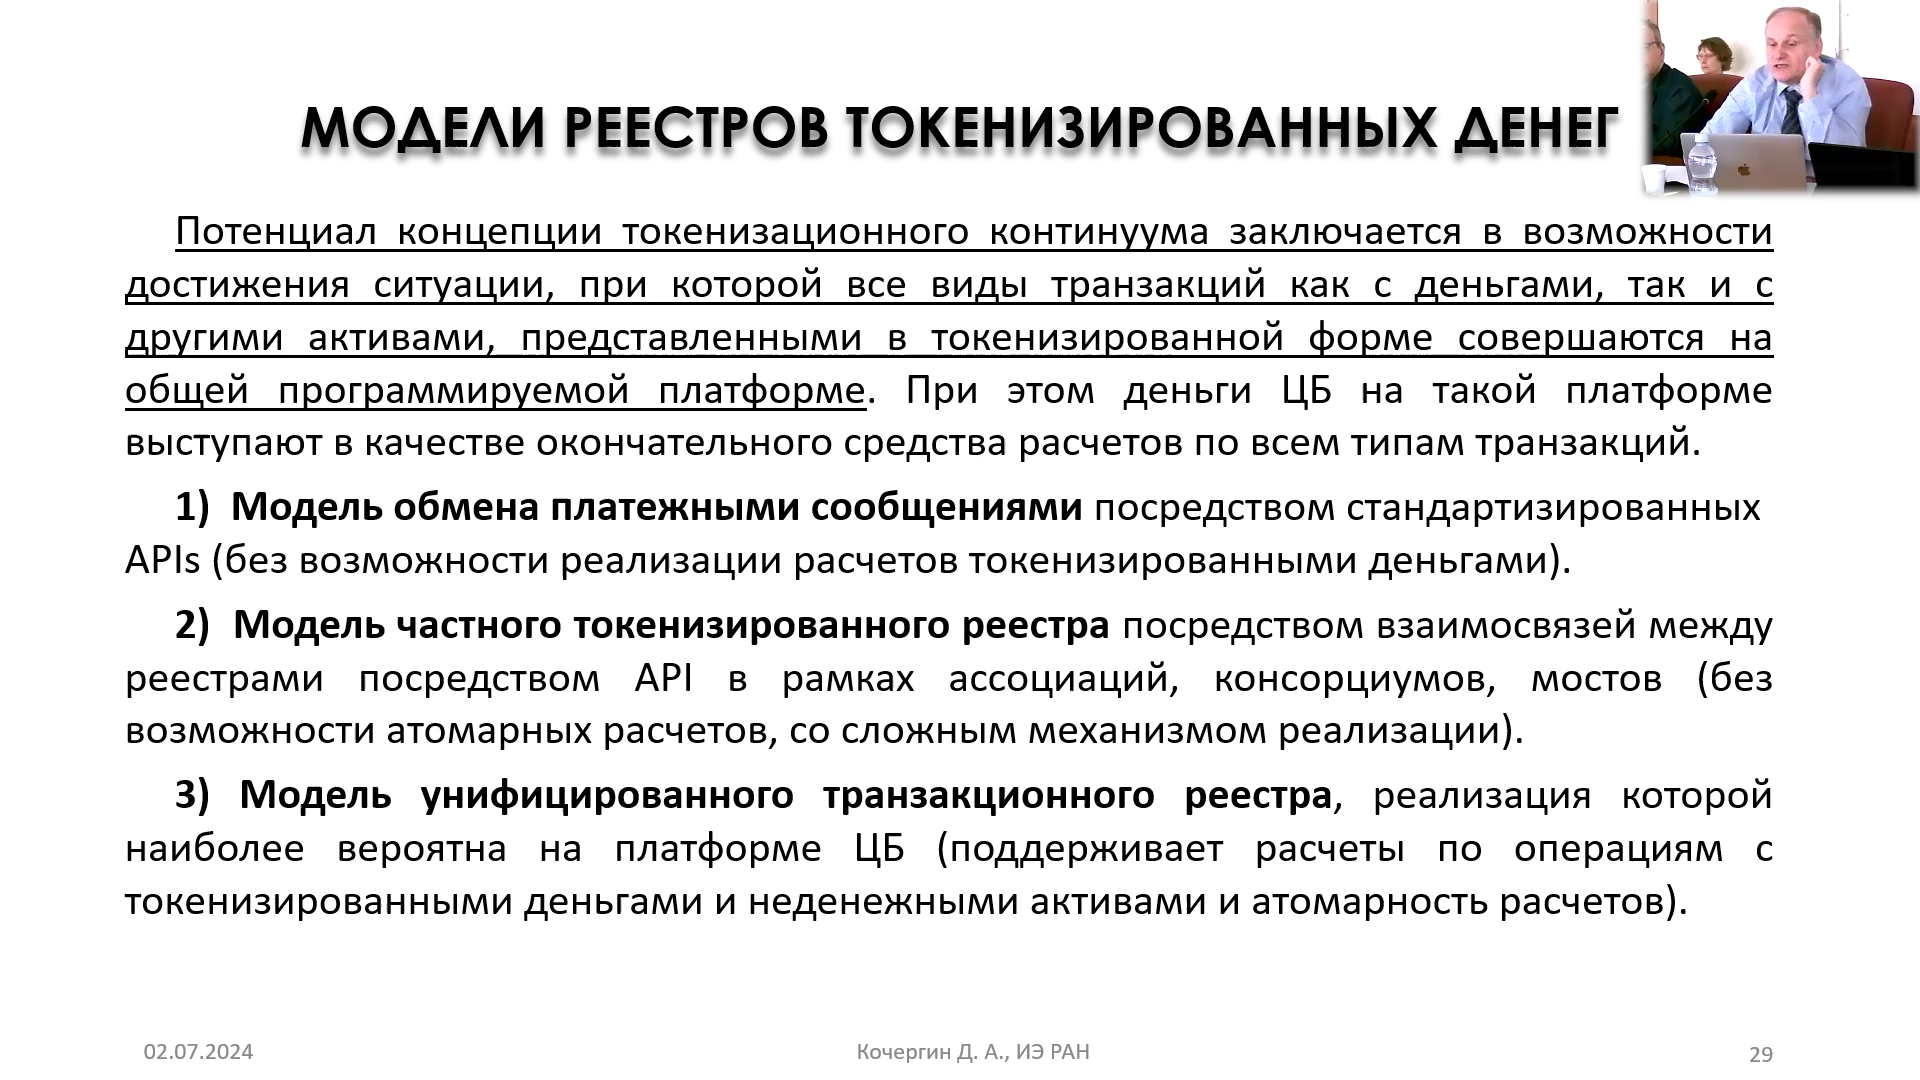 МОДЕЛИ РЕЕСТРОВ ТОКЕНИЗИРОВАННЫХ ДЕНЕГ
Потенциал концепции токенизационного континуума заключается в возможности
достижения ситуации, при которой все виды транзакций как с деньгами, так и с
другими активами, представленными в токенизированной форме совершаются на
общей программируемой платформе. При этом деньги ЦБ на такой платформе
выступают в качестве окончательного средства расчетов по всем типам транзакций.
1) Модель обмена платежными сообщениями посредством стандартизированных
APIs (без возможности реализации расчетов токенизированными деньгами).
2) Модель частного токенизированного реестра посредством взаимосвязей между
реестрами посредством API в рамках ассоциаций, консорциумов, мостов (без
возможности атомарных расчетов, со сложным механизмом реализации).
3) Модель унифицированного транзакционного реестра, реализация которой
наиболее вероятна на платформе ЦБ (поддерживает расчеты по операциям с
токенизированными деньгами и неденежными активами и атомарность расчетов).
02.07.2024
Кочергин Д. А., ИЭ РАН
29